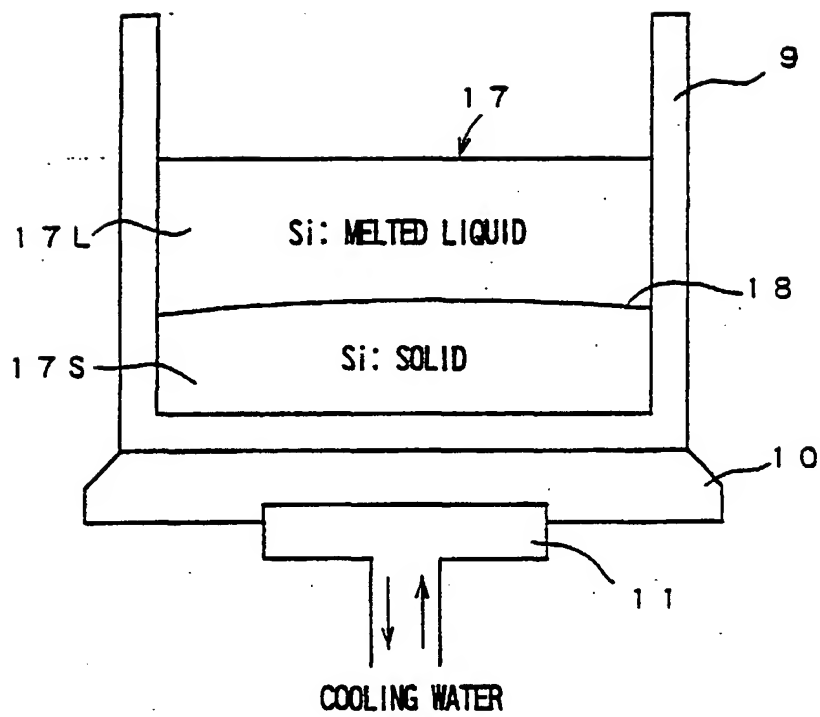 9
17
17L
Si: MELTED LIQUID
18
Si: SOLID
17S
10
11
COOLING WATER